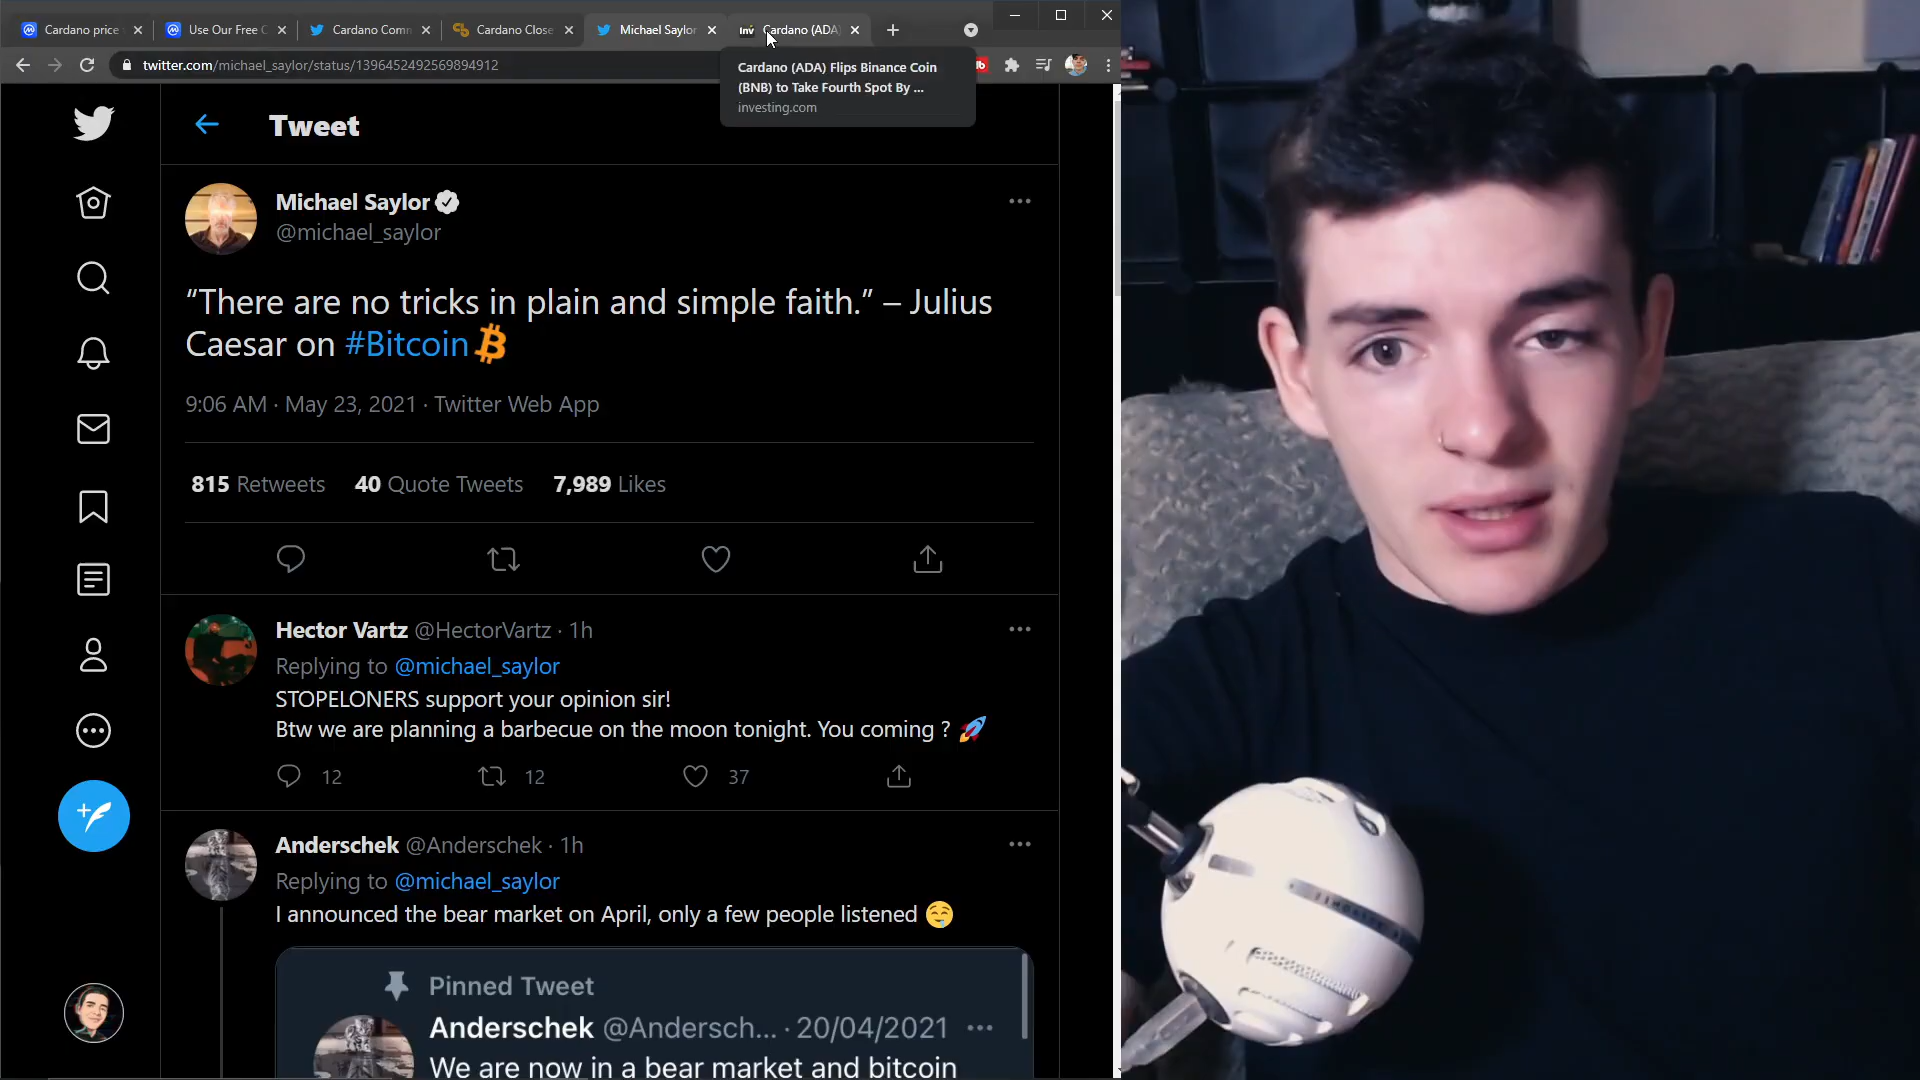 Cardano price
Use Our Free C
Cardano Comm
Cardano Close
Michael Saylor
Inv
Cardano (ADA)
twitter.com/michael_saylor/status/1396452492569894912
Cardano (ADA) Flips Binance Coin
(BNB) to Take Fourth Spot By ...
investing.com
Tweet
Michael Saylor
@michael_saylor
“There are no tricks in plain and simple faith.” – Julius
Caesar on #Bitcoin
9:06 AM · May 23, 2021 · Twitter Web App
815 Retweets 40 Quote Tweets 7,989 Likes
Hector Vartz @HectorVartz · 1h
Replying to @michael_saylor
STOPELONERS support your opinion sir!
Btw we are planning a barbecue on the moon tonight. You coming ? 🚀
12 12 37
Anderschek @Anderschek · 1h
Replying to @michael_saylor
I announced the bear market on April, only a few people listened 🤤
Pinned Tweet
Anderschek @Andersch... · 20/04/2021
We are now in a bear market and bitcoin